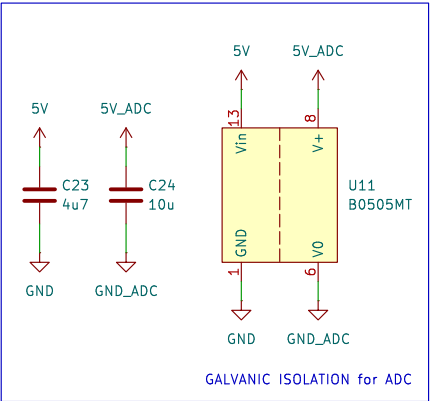 5V
5V_ADC
5V
5V_ADC
13
8
Vin
V+
C23
4u7
C24
10u
U11
B0505MT
GND
V0
1
6
GND
GND_ADC
GND
GND_ADC
GALVANIC ISOLATION for ADC